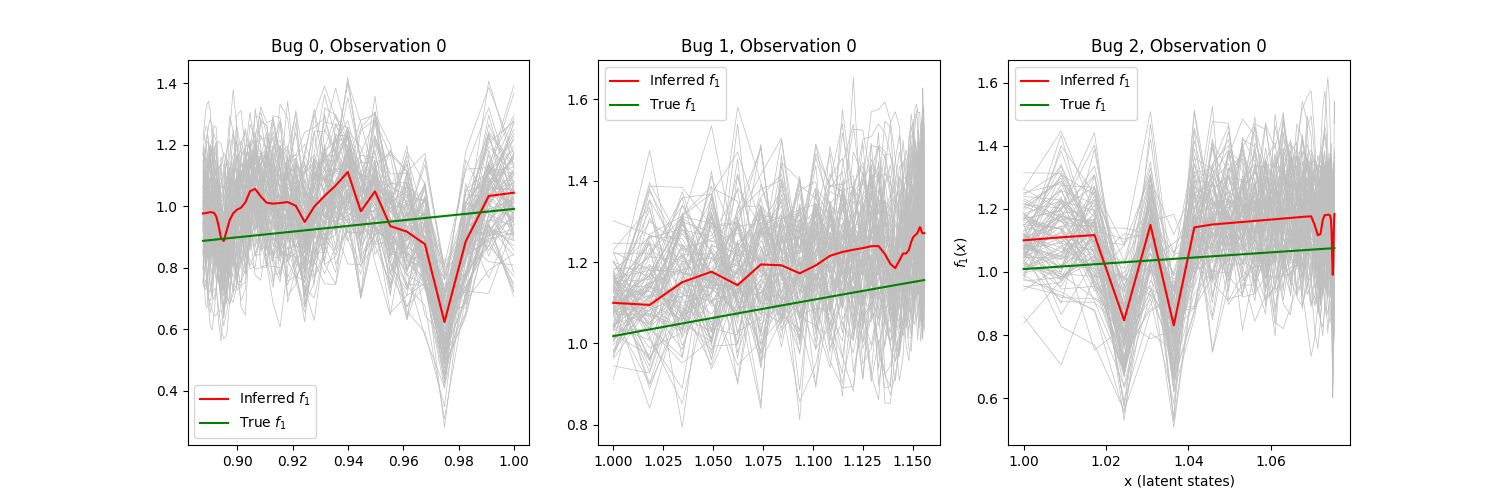 Bug 0, Observation 0
1.4
1.2
1.0
0.8
0.6
0.4
Inferred f₁
True f₁
0.90 0.92 0.94 0.96 0.98 1.00
Bug 1, Observation 0
Inferred f₁
True f₁
1.6
1.4
1.2
1.0
0.8
1.000 1.025 1.050 1.075 1.100 1.125 1.150
Bug 2, Observation 0
Inferred f₁
True f₁
1.6
1.4
1.2
1.0
0.8
0.6
f₁(x)
1.00 1.02 1.04 1.06
x (latent states)